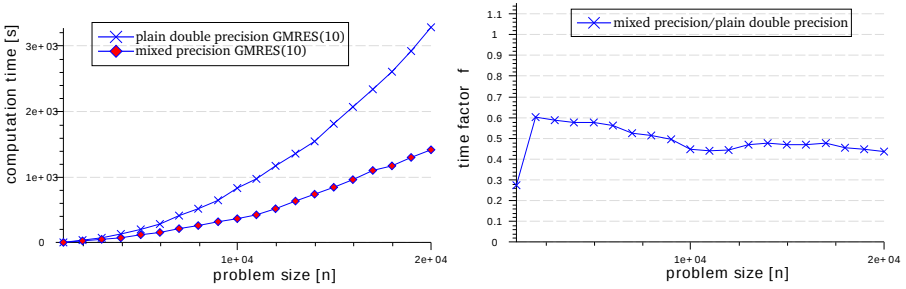 computation time [s]
3e+03
2e+03
1e+03
0
plain double precision GMRES(10)
mixed precision GMRES(10)
1e+04
2e+04
problem size [n]
time factor f
1.1
1
0.9
0.8
0.7
0.6
0.5
0.4
0.3
0.2
0.1
0
mixed precision/plain double precision
1e+04
2e+04
problem size [n]